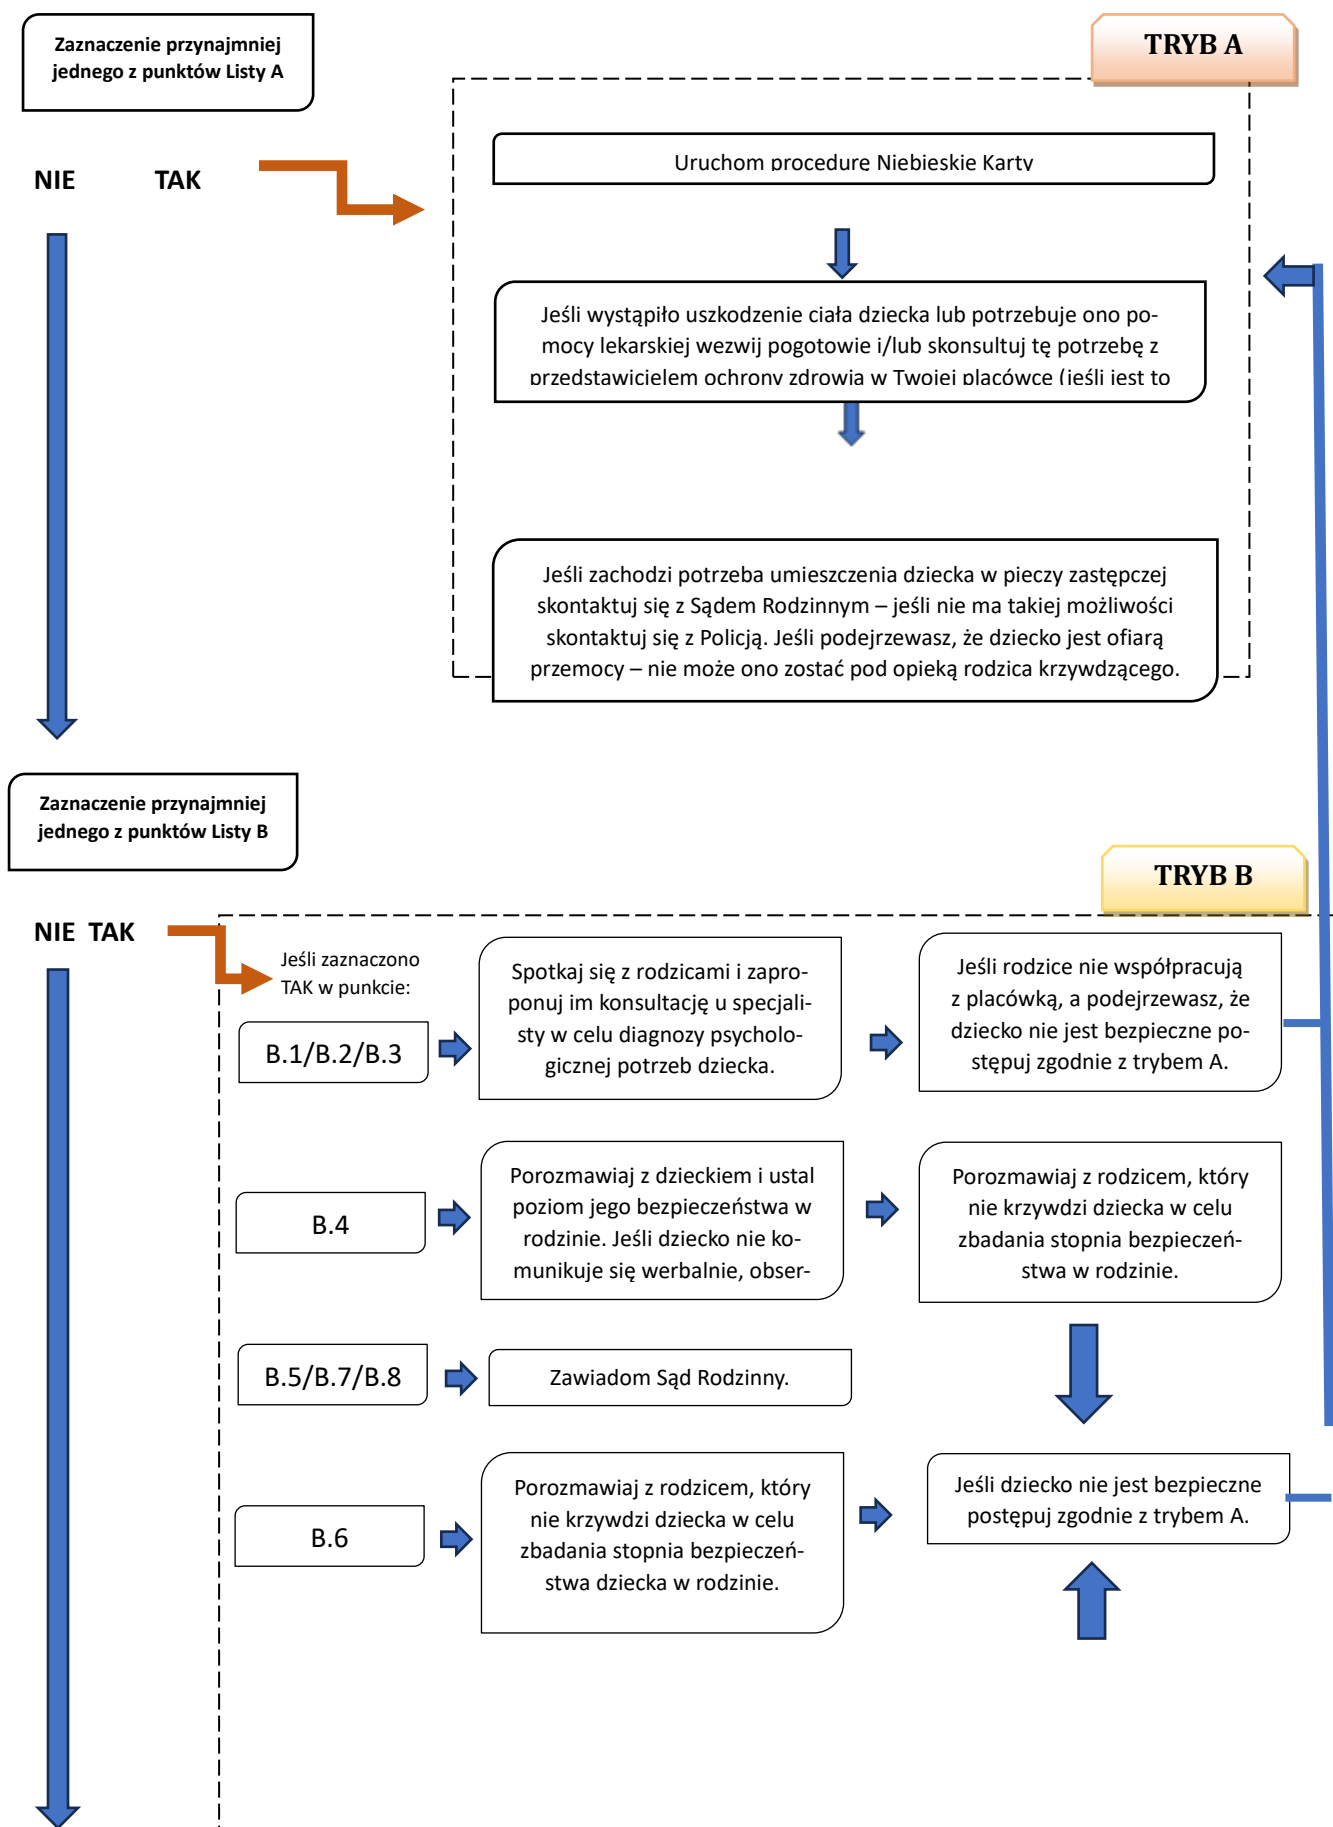 Zaznaczenie przynajmniej
jednego z punktów Listy A
TRYB A
NIE TAK
Uruchom procedurę Niebieskie Karty
Jeśli wystąpiło uszkodzenie ciała dziecka lub potrzebuje ono po-
mocy lekarskiej wezwij pogotowie i/lub skonsultuj tę potrzebę z
przedstawicielem ochrony zdrowia w Twojej placówce (jeśli jest to
Jeśli zachodzi potrzeba umieszczenia dziecka w pieczy zastępczej
skontaktuj się z Sądem Rodzinnym – jeśli nie ma takiej możliwości
skontaktuj się z Policją. Jeśli podejrzewasz, że dziecko jest ofiarą
przemocy – nie może ono zostać pod opieką rodzica krzywdzącego.
Zaznaczenie przynajmniej
jednego z punktów Listy B
TRYB B
NIE TAK
Jeśli zaznaczono
TAK w punkcie:
B.1/B.2/B.3
Spotkaj się z rodzicami i zapro-
ponuj im konsultację u specjali-
sty w celu diagnozy psycholo-
gicznej potrzeb dziecka.
Jeśli rodzice nie współpracują
z placówką, a podejrzewasz, że
dziecko nie jest bezpieczne po-
stępuj zgodnie z trybem A.
B.4
Porozmawiaj z dzieckiem i ustal
poziom jego bezpieczeństwa w
rodzinie. Jeśli dziecko nie ko-
munikuje się werbalnie, obser-
Porozmawiaj z rodzicem, który
nie krzywdzi dziecka w celu
zbadania stopnia bezpieczeń-
stwa w rodzinie.
B.5/B.7/B.8
Zawiadom Sąd Rodzinny.
B.6
Porozmawiaj z rodzicem, który
nie krzywdzi dziecka w celu
zbadania stopnia bezpieczeń-
stwa dziecka w rodzinie.
Jeśli dziecko nie jest bezpieczne
postępuj zgodnie z trybem A.